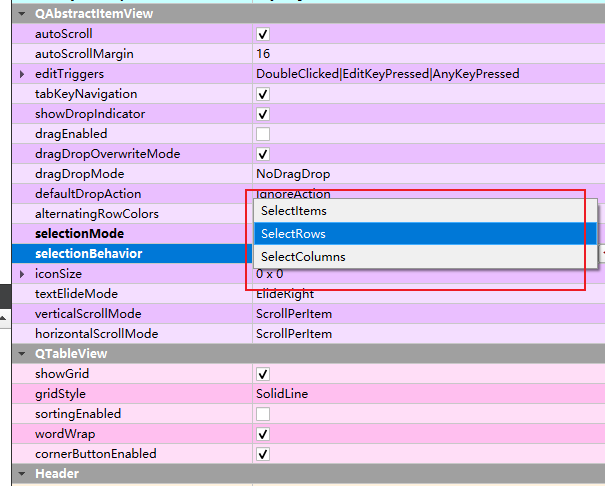 QAbstractItemView
autoScroll
autoScrollMargin 16
editTriggers DoubleClicked|EditKeyPressed|AnyKeyPressed
tabKeyNavigation
showDropIndicator
dragEnabled
dragDropOverwriteMode
dragDropMode NoDragDrop
defaultDropAction IgnoreAction
alternatingRowColors SelectItems
selectionMode SelectRows
selectionBehavior SelectColumns
iconSize 0 x 0
textElideMode ElideRight
verticalScrollMode ScrollPerItem
horizontalScrollMode ScrollPerItem
QTableView
showGrid
gridStyle SolidLine
sortingEnabled
wordWrap
cornerButtonEnabled
Header